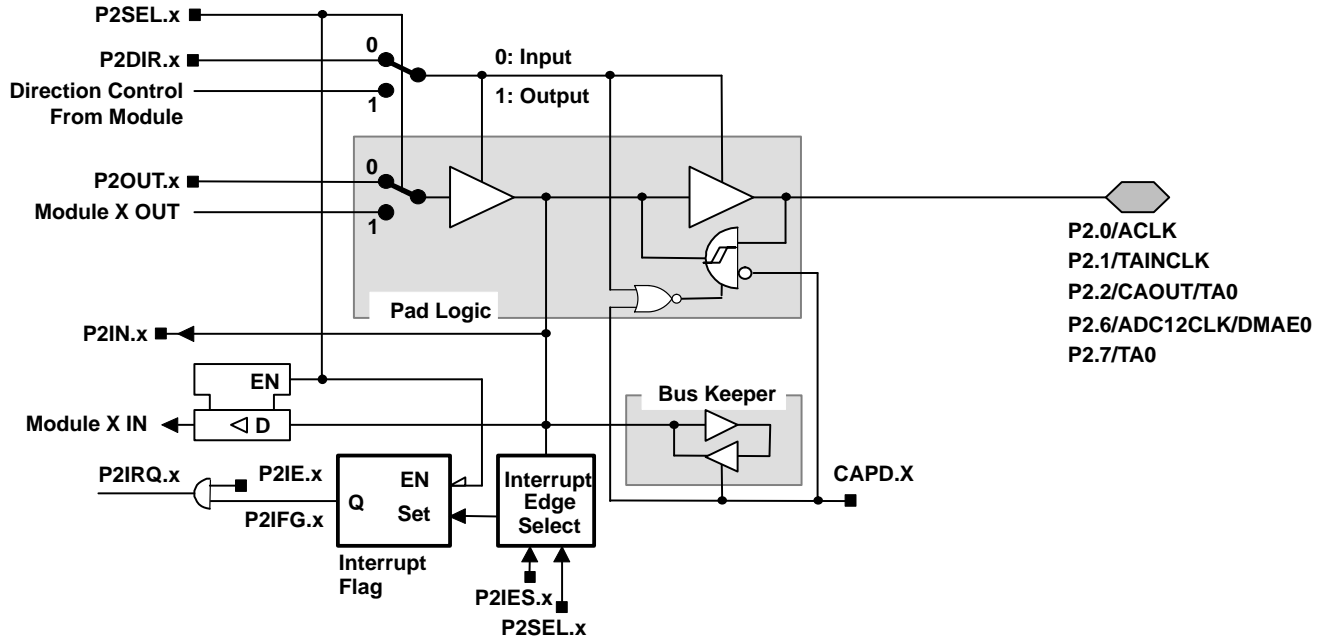 P2SEL.x
P2DIR.x
0
0: Input
Direction Control
From Module
1
1: Output
P2OUT.x
0
Module X OUT
1
P2.0/ACLK
P2.1/TAINCLK
P2.2/CAOUT/TA0
P2.6/ADC12CLK/DMAE0
P2.7/TA0
Pad Logic
P2IN.x
EN
Bus Keeper
Module X IN
D
P2IRQ.x
P2IE.x
P2IFG.x
EN
Q
Set
Interrupt
Edge
Select
CAPD.X
Interrupt
Flag
P2IES.x
P2SEL.x